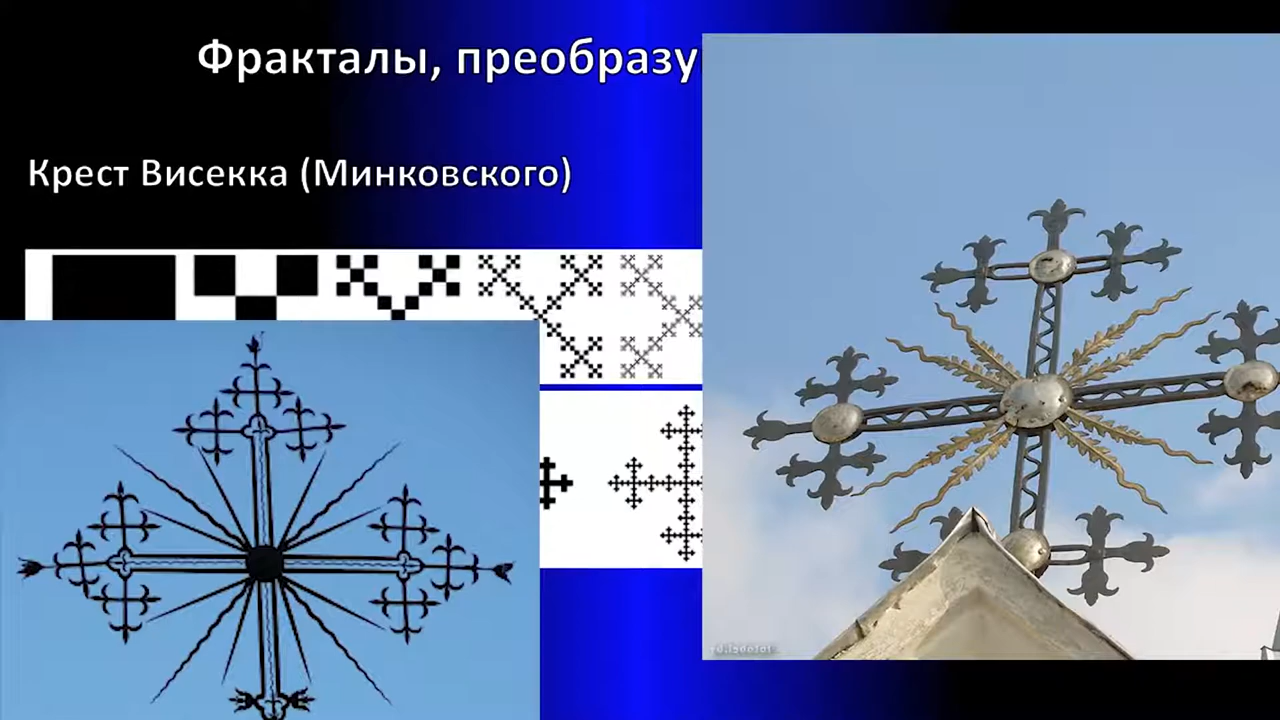 Фракталы, преобразу
Крест Висекка (Минковского)